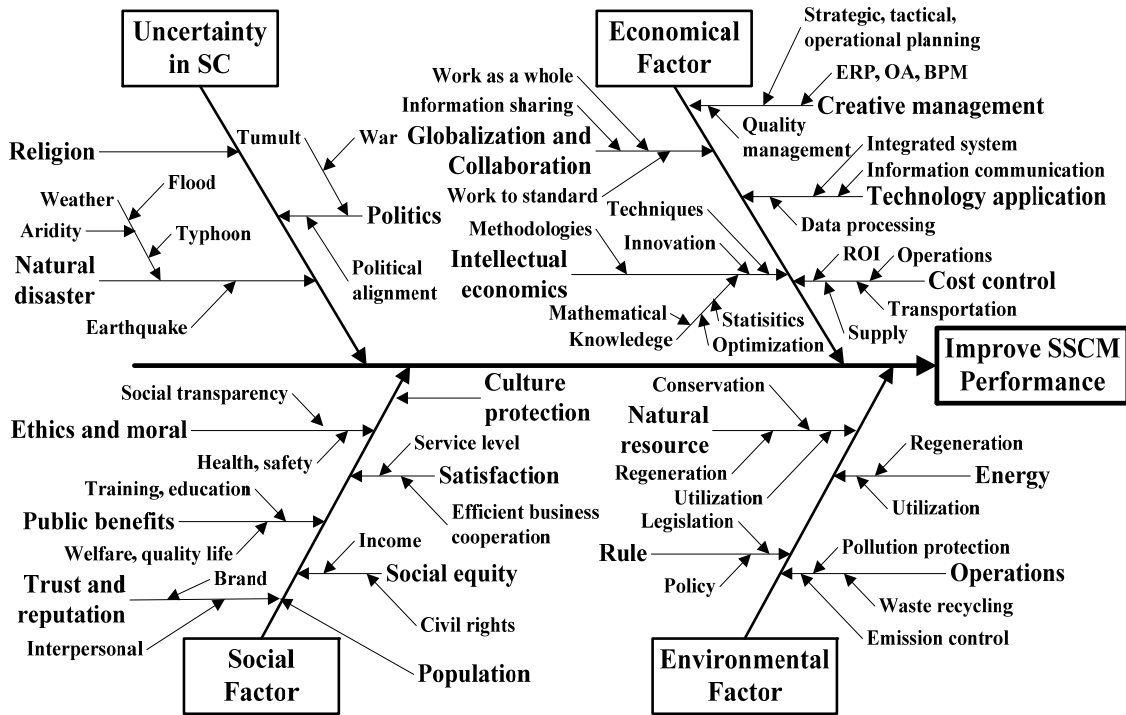 Uncertainty
in SC
Economical
Factor
Strategic, tactical,
operational planning
ERP, OA, BPM
Creative management
Quality
management
Work as a whole
Information sharing
Globalization and
Collaboration
Work to standard
Integrated system
Information communication
Technology application
Data processing
Tumult
War
Religion
Politics
Political
alignment
Flood
Weather
Aridity
Typhoon
Natural
disaster
Earthquake
Techniques
Methodologies
Innovation
Intellectual
economics
Mathematical
Knowledege
Statisitics
Optimization
ROI
Operations
Cost control
Transportation
Supply
Improve SSCM
Performance
Culture
protection
Social transparency
Ethics and moral
Health, safety
Service level
Satisfaction
Efficient business
cooperation
Training, education
Public benefits
Welfare, quality life
Income
Social equity
Civil rights
Trust and
reputation
Brand
Interpersonal
Population
Social
Factor
Conservation
Natural
resource
Regeneration
Utilization
Regeneration
Energy
Utilization
Legislation
Rule
Policy
Pollution protection
Operations
Waste recycling
Emission control
Environmental
Factor